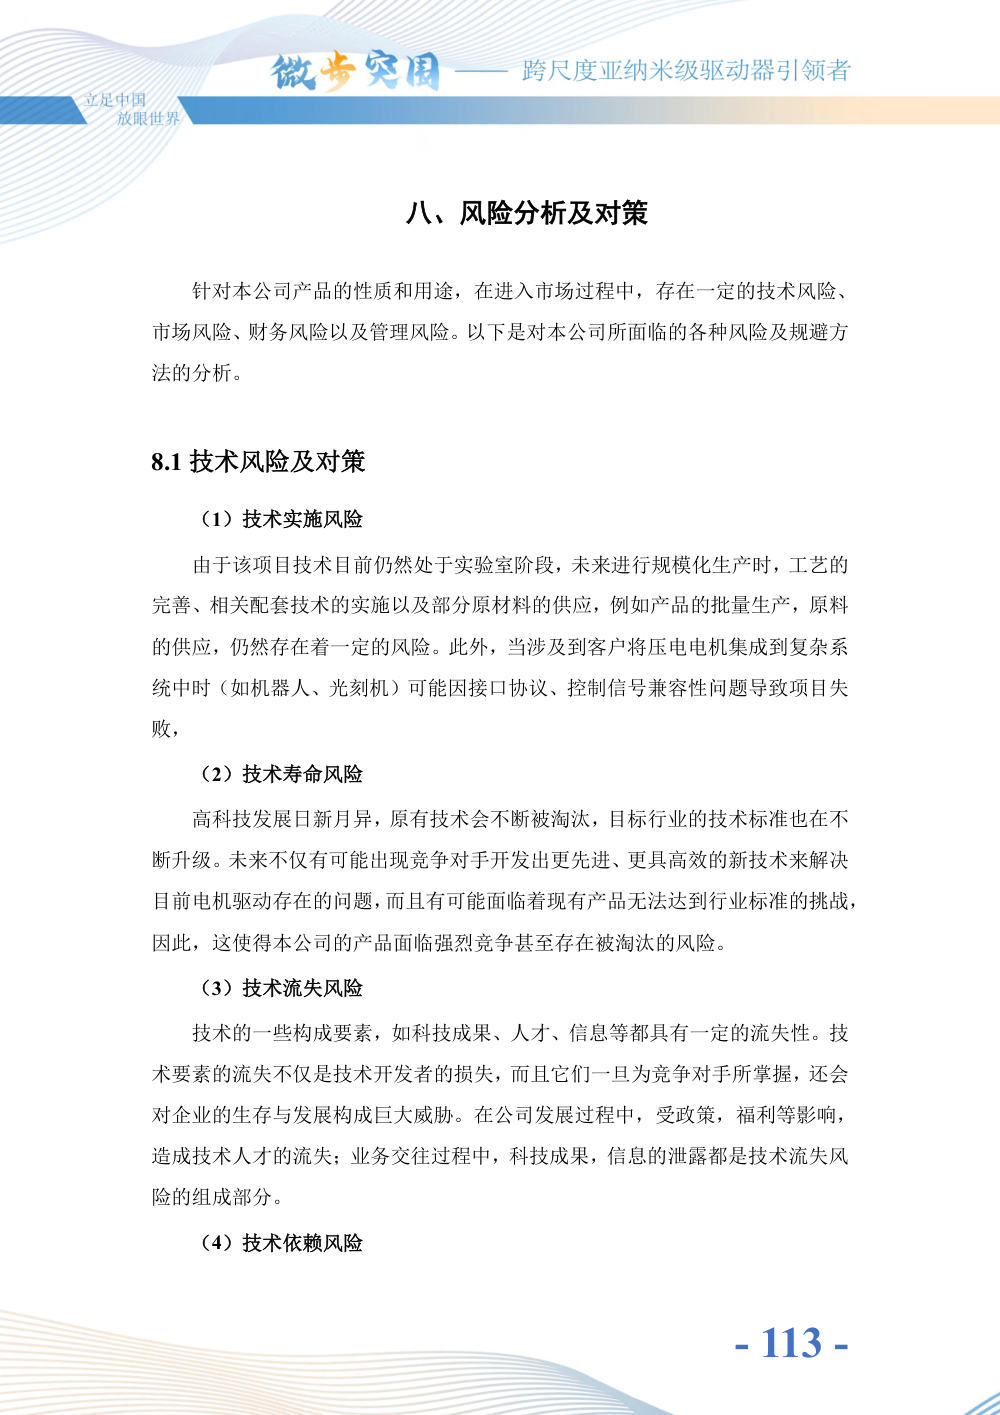 微步突围——跨尺度亚纳米级驱动器引领者
立足中国
放眼世界
八、风险分析及对策
针对本公司产品的性质和用途，在进入市场过程中，存在一定的技术风险、
市场风险、财务风险以及管理风险。以下是对本公司所面临的各种风险及规避方
法的分析。
8.1 技术风险及对策
（1）技术实施风险
由于该项目技术目前仍然处于实验室阶段，未来进行规模化生产时，工艺的
完善、相关配套技术的实施以及部分原材料的供应，例如产品的批量生产，原料
的供应，仍然存在着一定的风险。此外，当涉及到客户将压电电机集成到复杂系
统中时（如机器人、光刻机）可能因接口协议、控制信号兼容性问题导致项目失
败，
（2）技术寿命风险
高科技发展日新月异，原有技术会不断被淘汰，目标行业的技术标准也在不
断升级。未来不仅有可能出现竞争对手开发出更先进、更具高效的新技术来解决
目前电机驱动存在的问题，而且有可能面临着现有产品无法达到行业标准的挑战，
因此，这使得本公司的产品面临强烈竞争甚至存在被淘汰的风险。
（3）技术流失风险
技术的一些构成要素，如科技成果、人才、信息等都具有一定的流失性。技
术要素的流失不仅是技术开发者的损失，而且它们一旦为竞争对手所掌握，还会
对企业的生存与发展构成巨大威胁。在公司发展过程中，受政策，福利等影响，
造成技术人才的流失；业务交往过程中，科技成果，信息的泄露都是技术流失风
险的组成部分。
（4）技术依赖风险
- 113 -